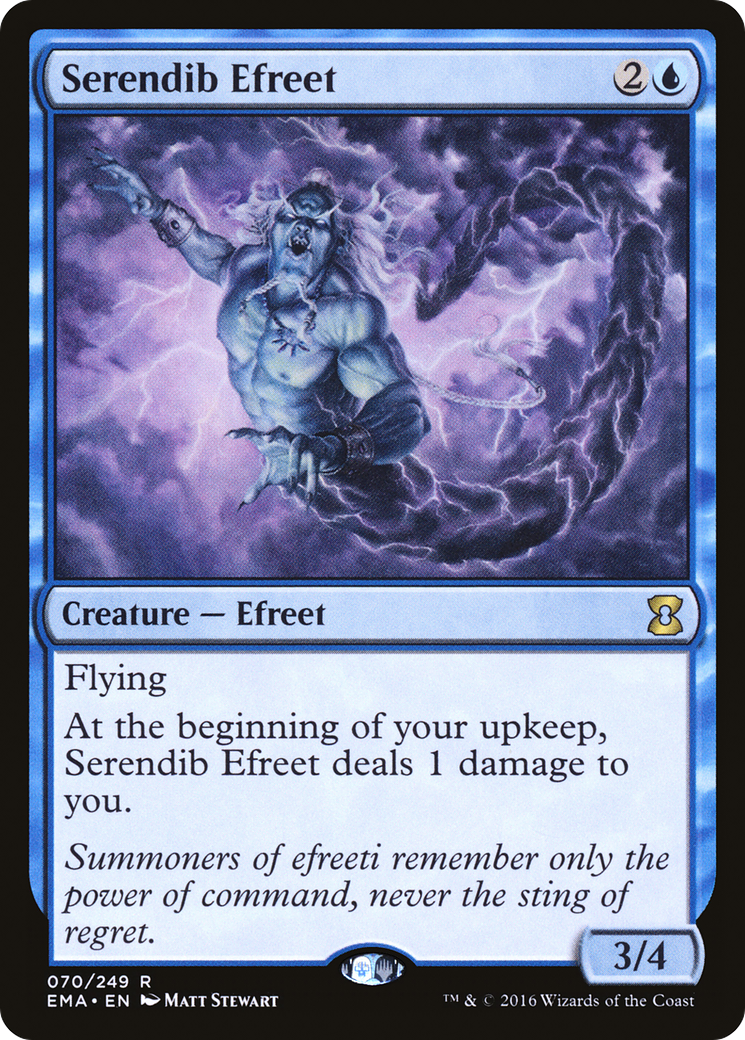 Serendib Efreet 2
Creature — Efreet
Flying
At the beginning of your upkeep,
Serendib Efreet deals 1 damage to
you.
Summoners of efreeti remember only the
power of command, never the sting of
regret.
3/4
070/249 R
EMA • EN Matt Stewart ™ & © 2016 Wizards of the Coast